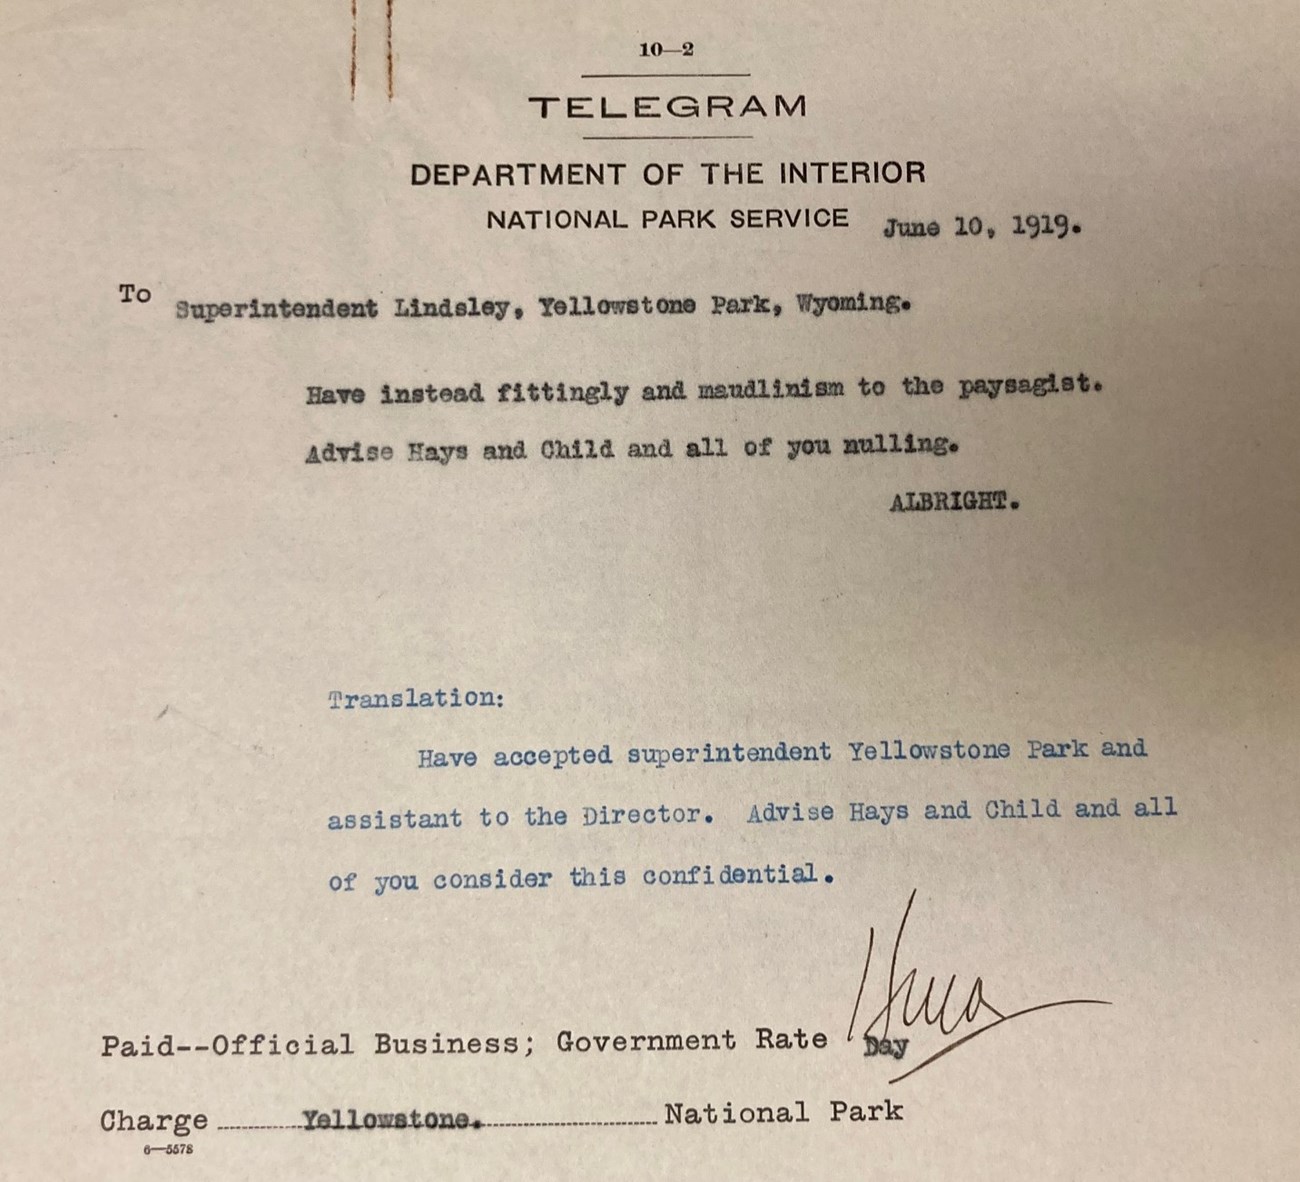 10—2
TELEGRAM
DEPARTMENT OF THE INTERIOR
NATIONAL PARK SERVICE June 10, 1919.
To Superintendent Lindsley, Yellowstone Park, Wyoming.
Have instead fittingly and maudlinism to the paysagist.
Advise Hays and Child and all of you nulling.
ALBRIGHT.
Translation:
Have accepted superintendent Yellowstone Park and
assistant to the Director. Advise Hays and Child and all
of you consider this confidential.
Paid--Official Business; Government Rate Day
Charge Yellowstone. National Park
6—5578